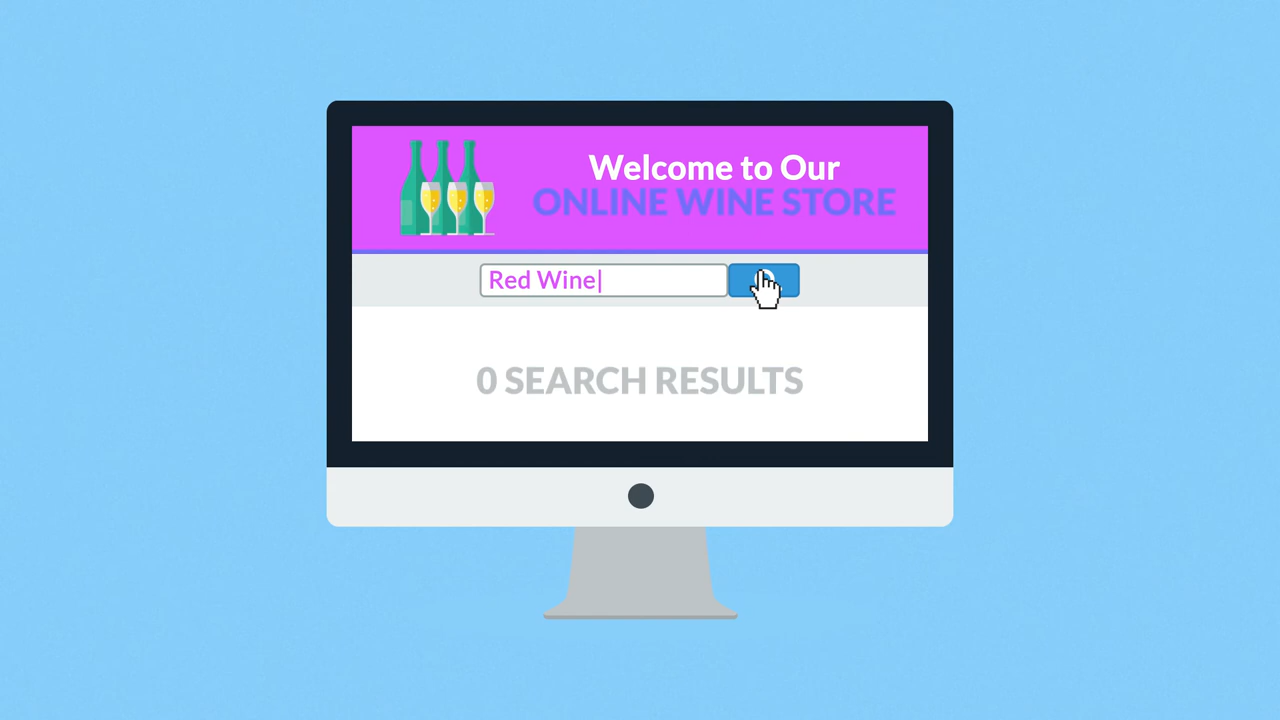 Welcome to Our
ONLINE WINE STORE
Red Wine
0 SEARCH RESULTS